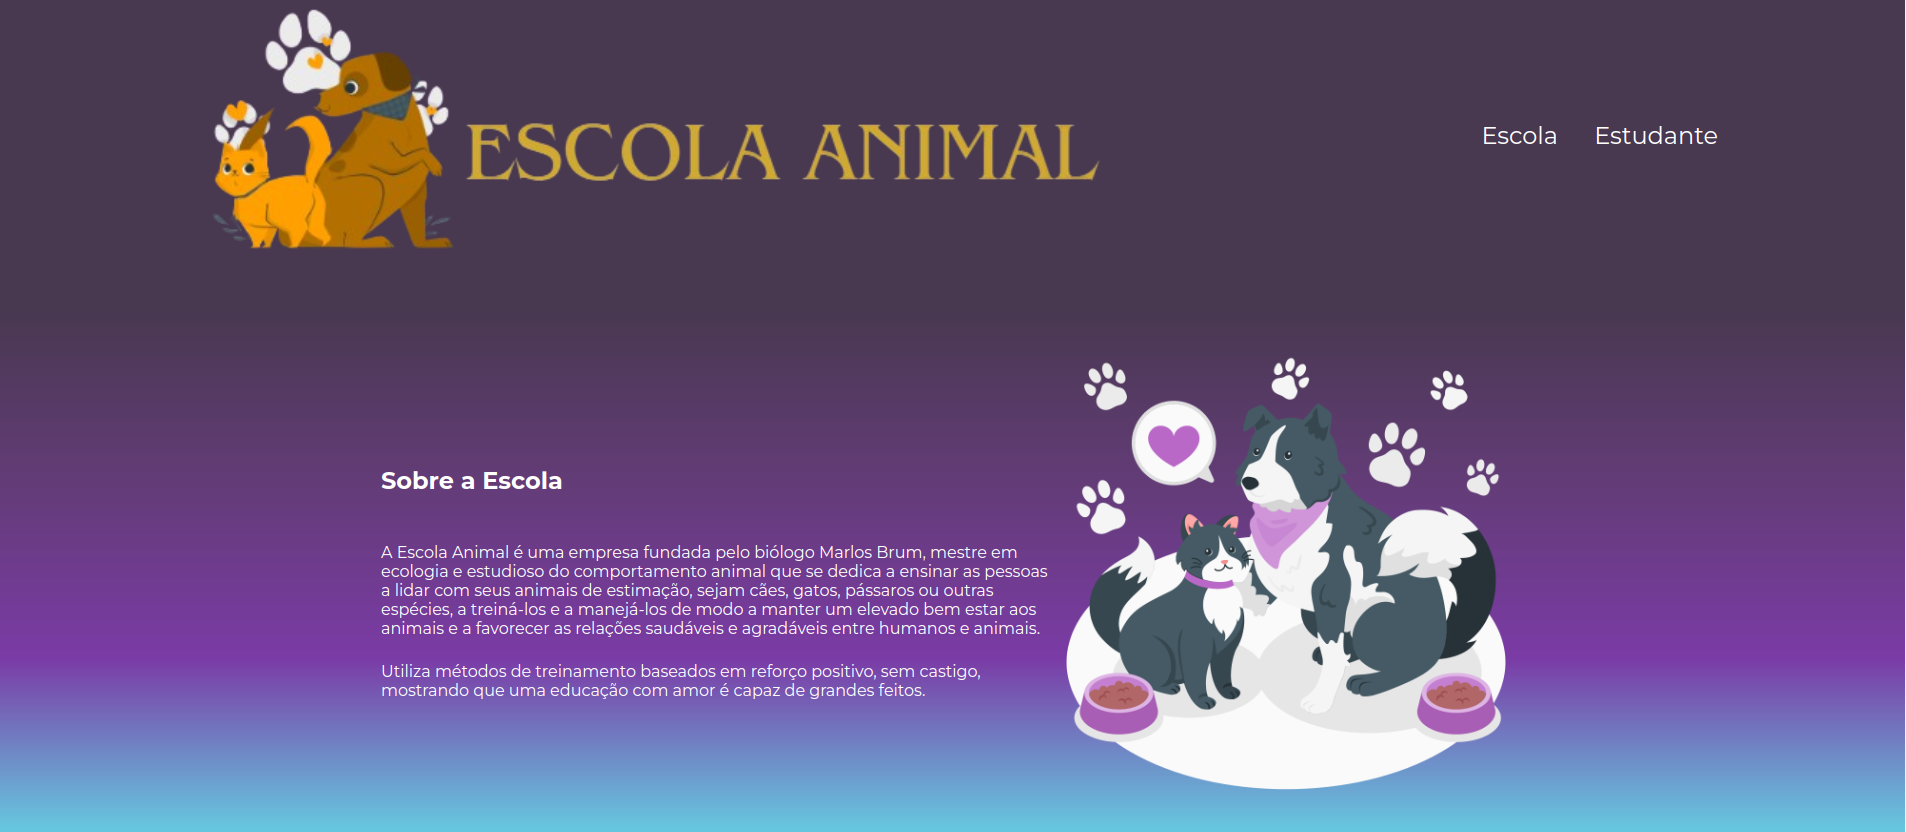 ESCOLA ANIMAL
Escola Estudante
Sobre a Escola
A Escola Animal é uma empresa fundada pelo biólogo Marlos Brum, mestre em
ecologia e estudioso do comportamento animal que se dedica a ensinar as pessoas
a lidar com seus animais de estimação, sejam cães, gatos, pássaros ou outras
espécies, a treiná-los e a manejá-los de modo a manter um elevado bem estar aos
animais e a favorecer as relações saudáveis e agradáveis entre humanos e animais.
Utiliza métodos de treinamento baseados em reforço positivo, sem castigo,
mostrando que uma educação com amor é capaz de grandes feitos.